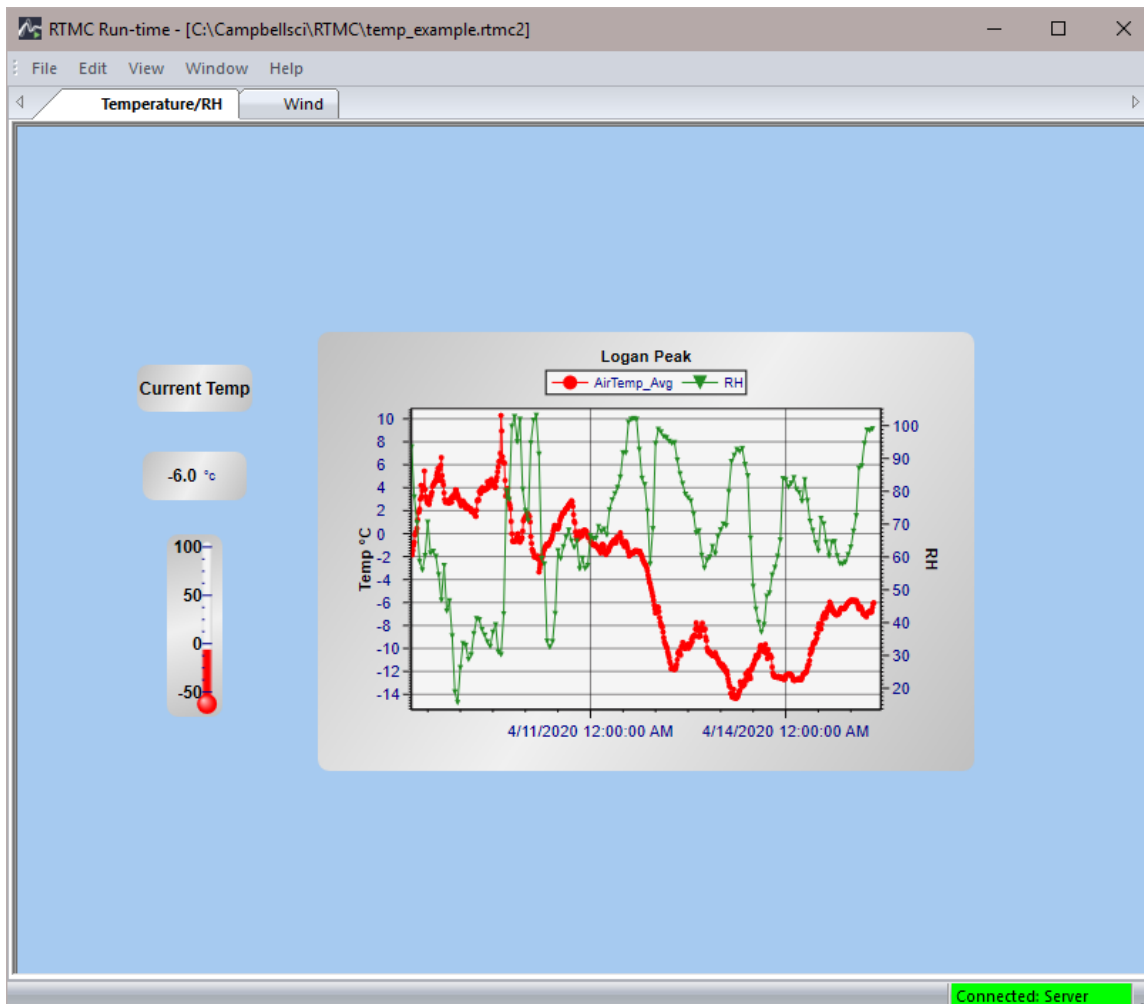 RTMC Run-time - [C:\Campbellsci\RTMC\temp_example.rtmc2]
File Edit View Window Help
Temperature/RH Wind
Current Temp
-6.0 °c
100
50
0
-50
Logan Peak
AirTemp_Avg RH
Temp °C
10
8
6
4
2
0
-2
-4
-6
-8
-10
-12
-14
100
90
80
70
60
50
40
30
20
RH
4/11/2020 12:00:00 AM 4/14/2020 12:00:00 AM
Connected: Server